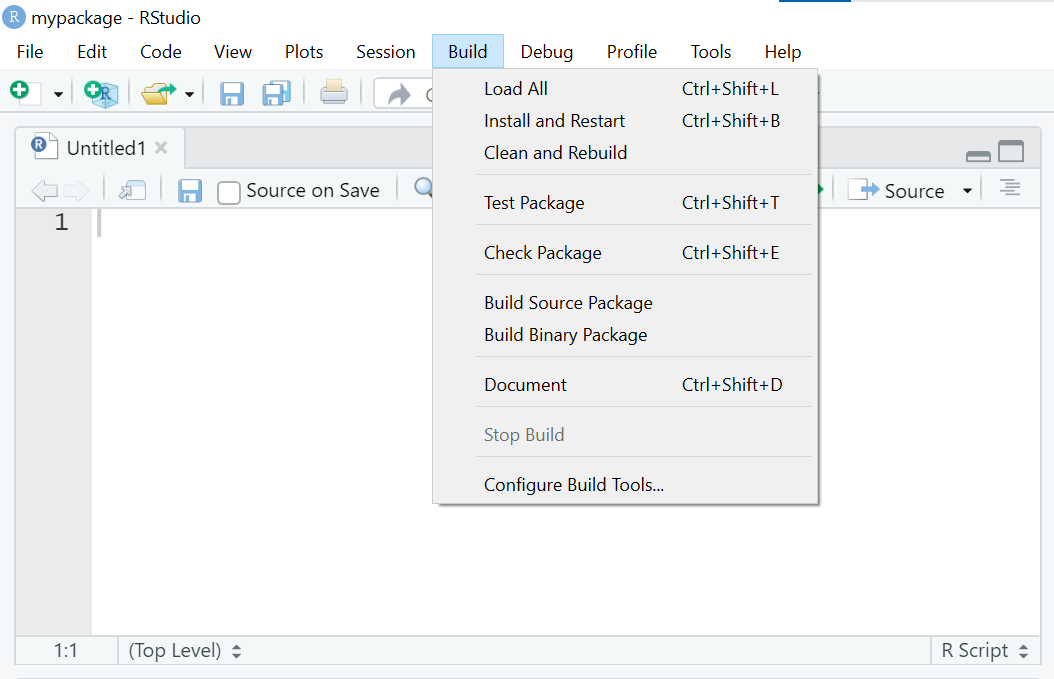 R mypackage - RStudio
File Edit Code View Plots Session Build Debug Profile Tools Help
Load All Ctrl+Shift+L
Install and Restart Ctrl+Shift+B
Clean and Rebuild
Untitled1
Source on Save
Source
Test Package Ctrl+Shift+T
1
Check Package Ctrl+Shift+E
Build Source Package
Build Binary Package
Document Ctrl+Shift+D
Stop Build
Configure Build Tools...
1:1 (Top Level) R Script